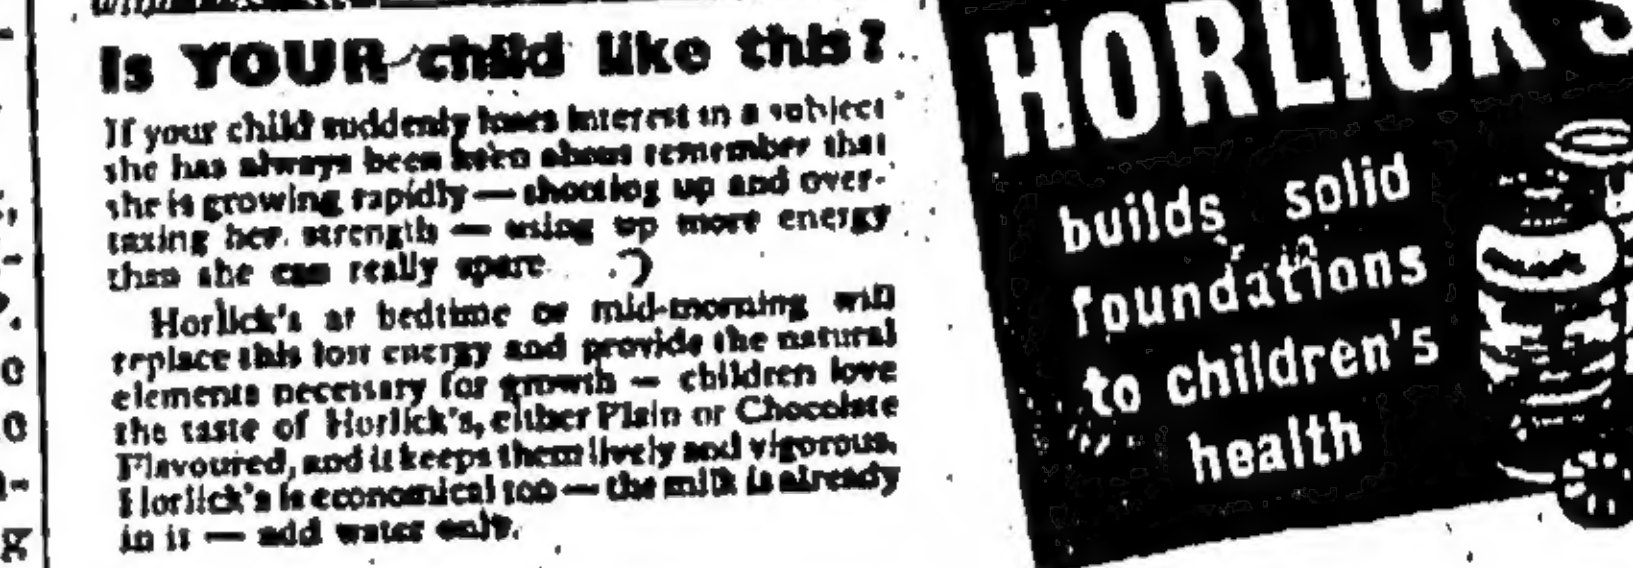 Is YOUR child like this?
If your child suddenly loses interest in a subject
she has always been keen about remember that
she is growing rapidly — shooting up and over-
taxing her strength — using up more energy
than she can really spare.
Horlick's at bedtime or mid-morning will
replace this lost energy and provide the natural
elements necessary for growth — children love
the taste of Horlick's, either Plain or Chocolate
Flavoured, and it keeps them lively and vigorous.
Horlick's is economical too — the milk is already
in it — add water only.
HORLICK'S
builds solid
foundations
to children's
health